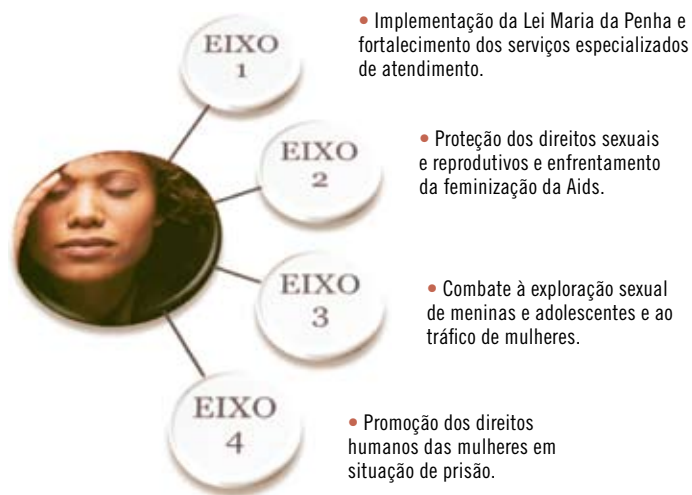 EIXO
1
• Implementação da Lei Maria da Penha e
fortalecimento dos serviços especializados
de atendimento.
EIXO
2
• Proteção dos direitos sexuais
e reprodutivos e enfrentamento
da feminização da Aids.
EIXO
3
• Combate à exploração sexual
de meninas e adolescentes e ao
tráfico de mulheres.
EIXO
4
• Promoção dos direitos
humanos das mulheres em
situação de prisão.